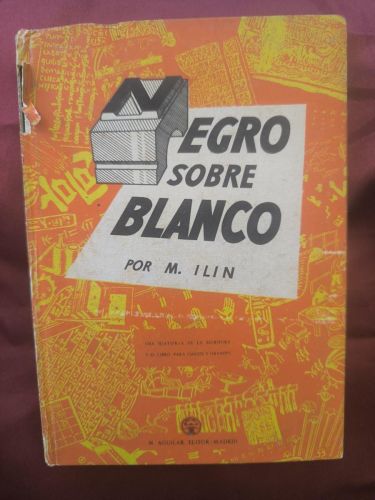 NEGRO
SOBRE
BLANCO
POR M. ILIN
UNA HISTORIA DE LA ESCRITURA
Y EL LIBRO PARA CHICOS Y GRANDES
M. AGUILAR, EDITOR-MADRID